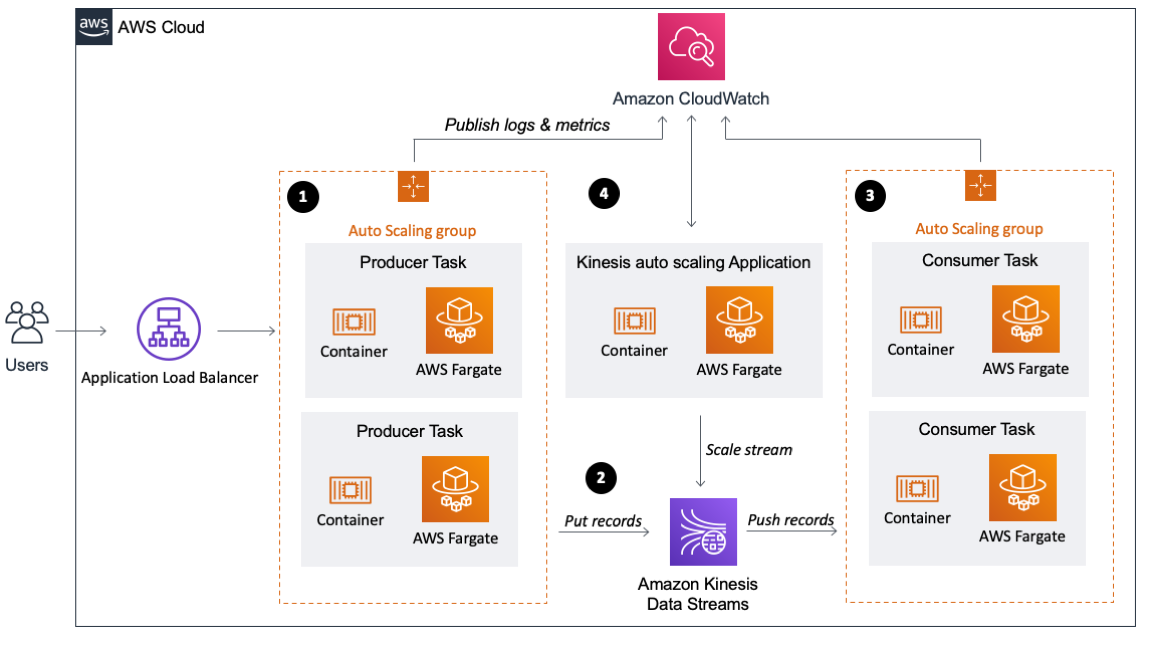 aws
AWS Cloud
Amazon CloudWatch
Publish logs & metrics
1
4
3
Auto Scaling group
Auto Scaling group
Producer Task
Container
AWS Fargate
Kinesis auto scaling Application
Container
AWS Fargate
Consumer Task
Container
AWS Fargate
Users
Application Load Balancer
Producer Task
Container
AWS Fargate
Scale stream
2
Put records
Push records
Amazon Kinesis
Data Streams
Consumer Task
Container
AWS Fargate